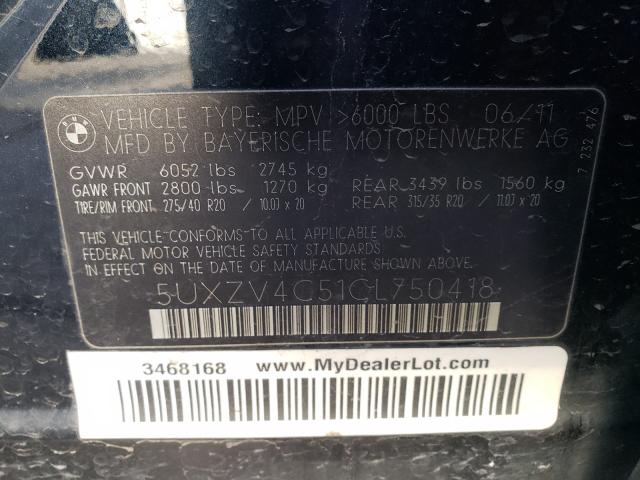 BMW
VEHICLE TYPE: MPV >6000 LBS 06/11
MFD BY BAYERISCHE MOTORENWERKE AG
GVWR 6052 lbs 2745 kg
GAWR FRONT 2800 lbs 1270 kg REAR 3439 lbs 1560 kg
TIRE/RIM FRONT 275/40 R20 / 10.0J x 20 REAR 315/35 R20 / 11.0J x 20
THIS VEHICLE CONFORMS TO ALL APPLICABLE U.S.
FEDERAL MOTOR VEHICLE SAFETY STANDARDS
IN EFFECT ON THE DATE OF MANUFACTURE SHOWN ABOVE.
5UXZV4C51CL750418
7 232 476
3468168 www.MyDealerLot.com